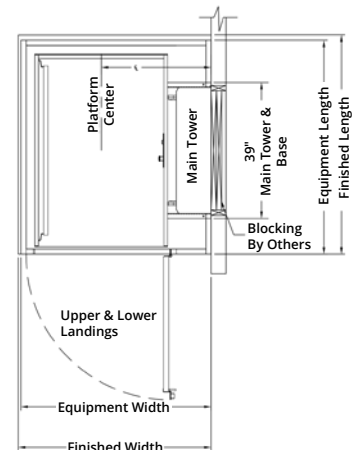 ℄
Platform
Center
Main Tower
39"
Main Tower &
Base
Equipment Length
Finished Length
Blocking
By Others
Upper & Lower
Landings
Equipment Width
Finished Width